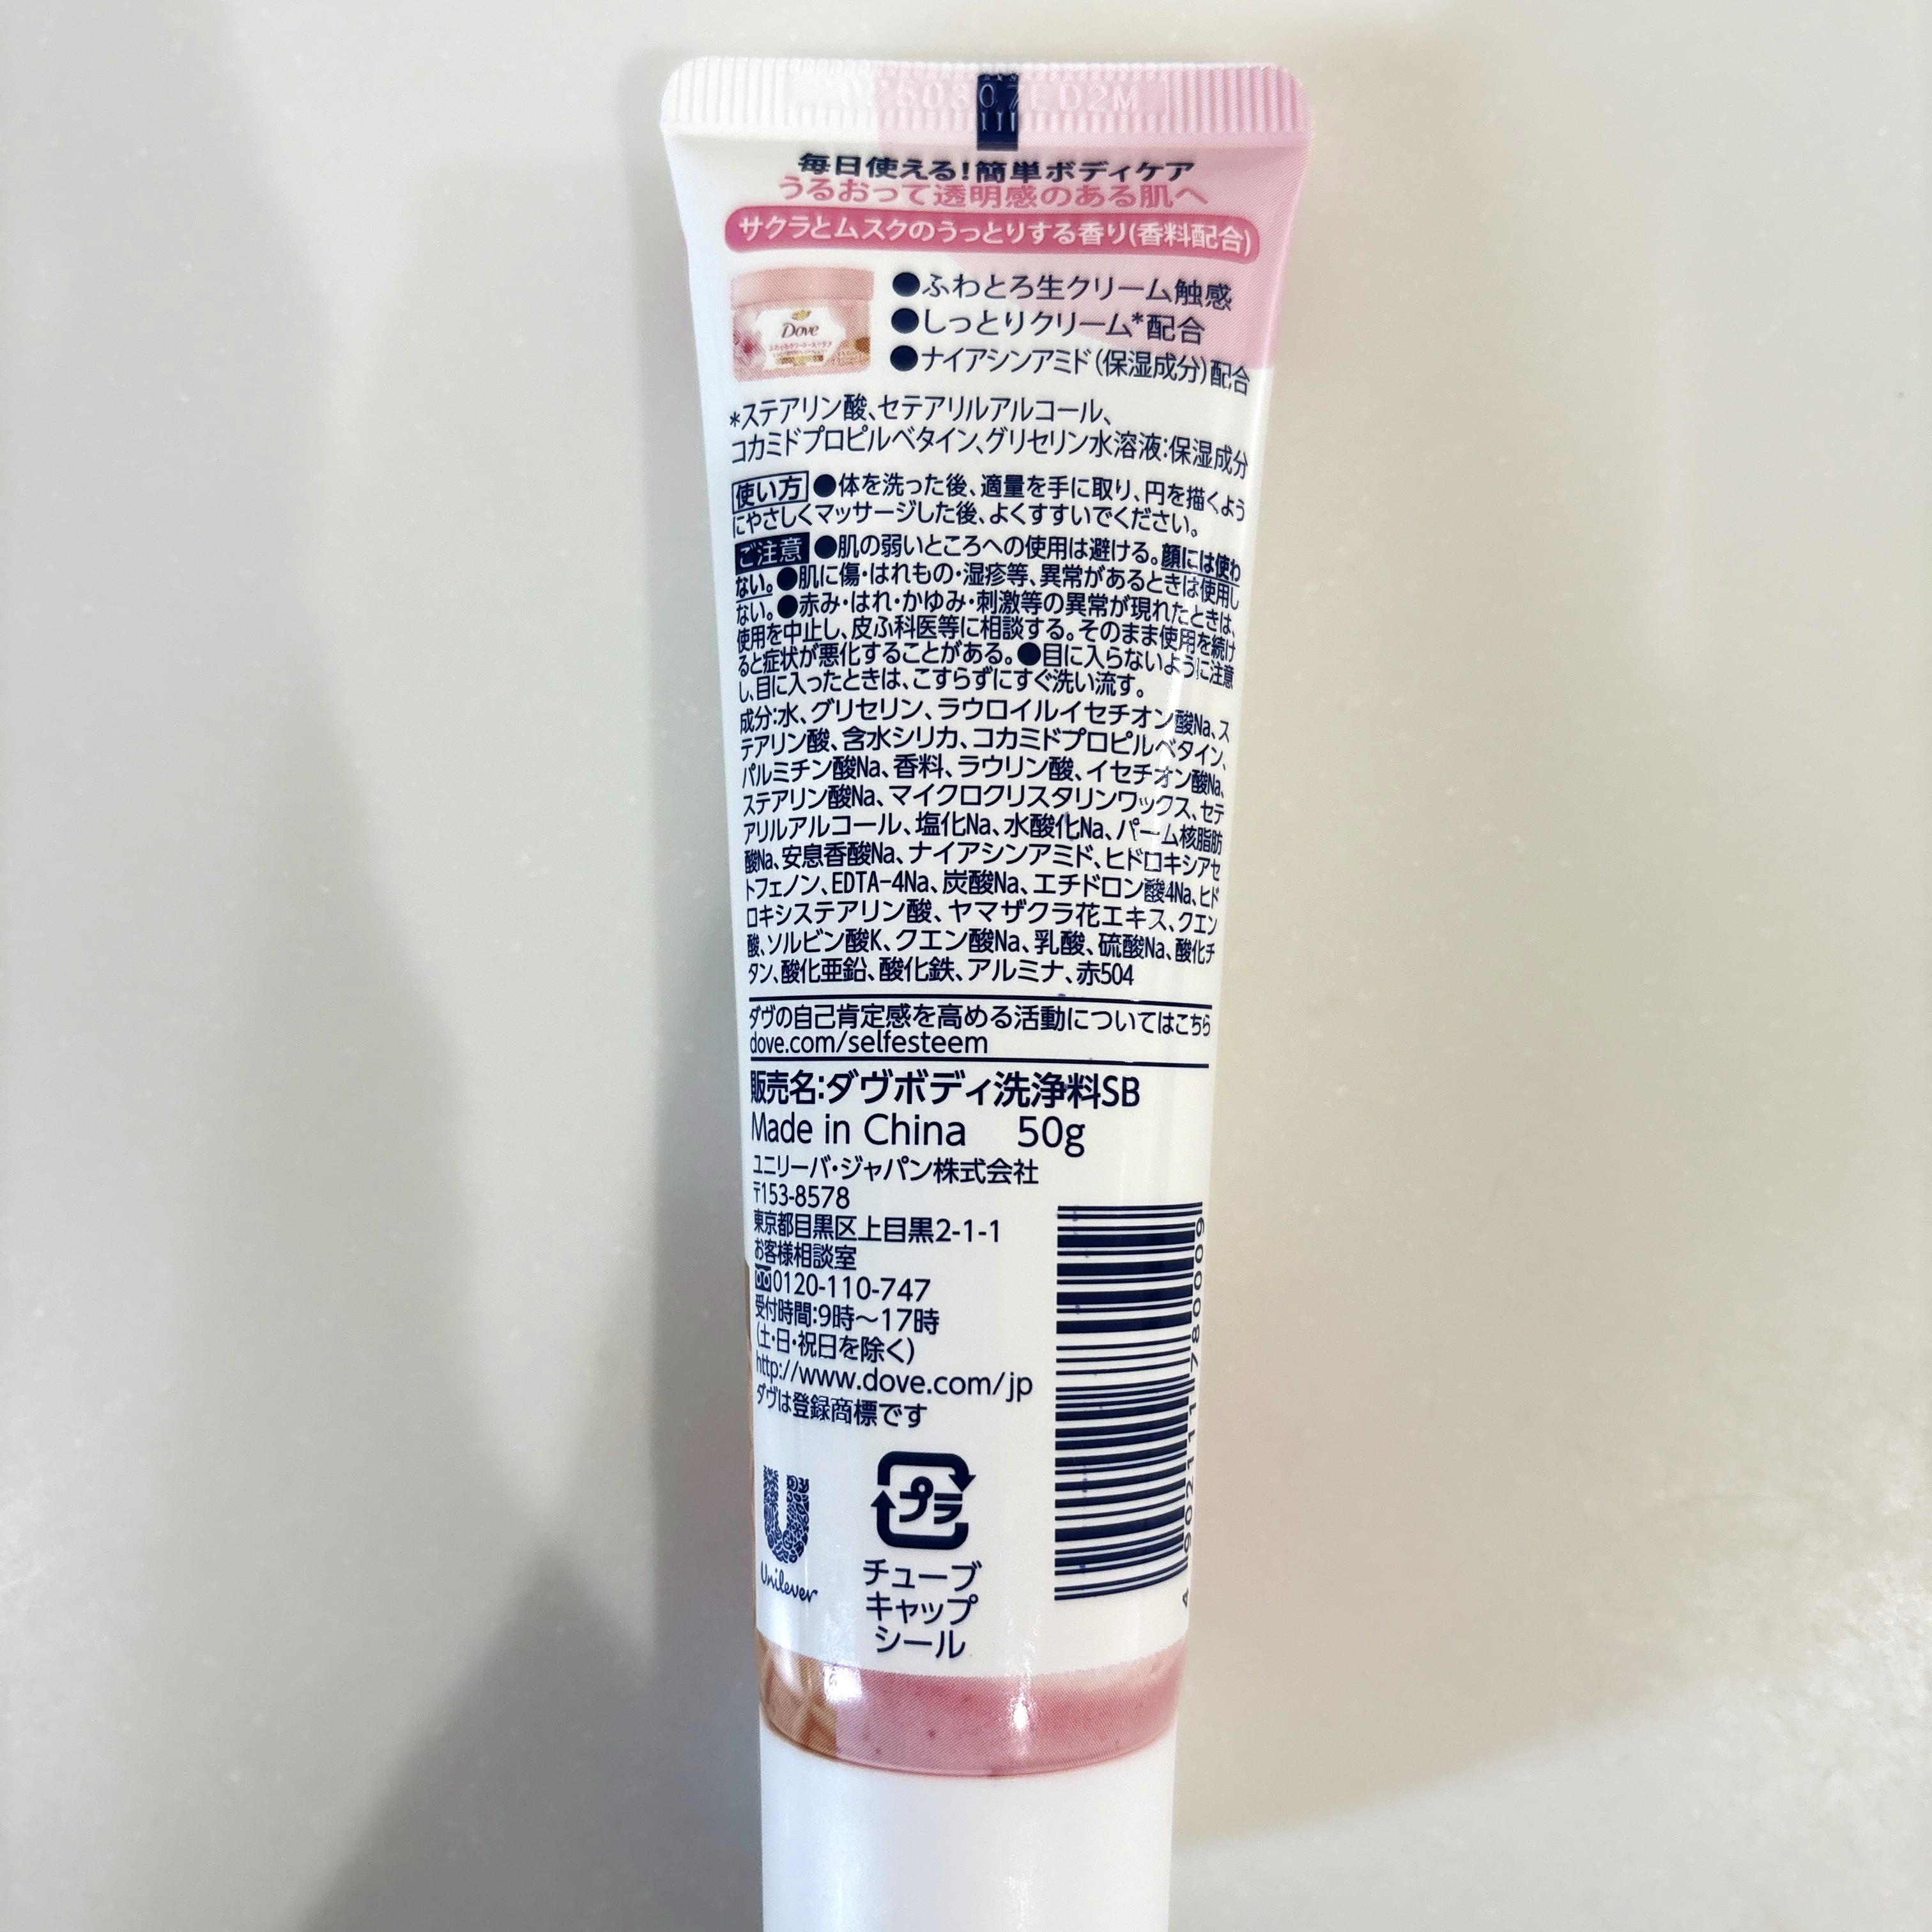 毎日使える!簡単ボディケア
うるおって透明感のある肌へ
サクラとムスクのうっとりする香り(香料配合)
Dove
●ふわとろ生クリーム触感
●しっとりクリーム*配合
●ナイアシンアミド(保湿成分)配合
*ステアリン酸、セテアリルアルコール、
コカミドプロピルベタイン、グリセリン水溶液:保湿成分
使い方 ●体を洗った後、適量を手に取り、円を描くよう
にやさしくマッサージした後、よくすすいでください。
ご注意 ●肌の弱いところへの使用は避ける。顔には使わ
ない。●肌に傷・はれもの・湿疹等、異常があるときは使用し
ない。●赤み・はれ・かゆみ・刺激等の異常が現れたときは、
使用を中止し、皮ふ科医等に相談する。そのまま使用を続け
ると症状が悪化することがある。●目に入らないように注意
し、目に入ったときは、こすらずにすぐ洗い流す。
成分:水、グリセリン、ラウロイルイセチオン酸Na、ス
テアリン酸、含水シリカ、コカミドプロピルベタイン、
パルミチン酸Na、香料、ラウリン酸、イセチオン酸Na、
ステアリン酸Na、マイクロクリスタリンワックス、セテ
アリルアルコール、塩化Na、水酸化Na、パーム核脂肪
酸Na、安息香酸Na、ナイアシンアミド、ヒドロキシアセ
トフェノン、EDTA-4Na、炭酸Na、エチドロン酸4Na、ヒド
ロキシステアリン酸、ヤマザクラ花エキス、クエン
酸、ソルビン酸K、クエン酸Na、乳酸、硫酸Na、酸化チ
タン、酸化亜鉛、酸化鉄、アルミナ、赤504
ダヴの自己肯定感を高める活動についてはこちら
dove.com/selfesteem
販売名:ダヴボディ洗浄料SB
Made in China 50g
ユニリーバ・ジャパン株式会社
〒153-8578
東京都目黒区上目黒2-1-1
お客様相談室
0120-110-747
受付時間:9時~17時
(土・日・祝日を除く)
http://www.dove.com/jp
ダヴは登録商標です
Unilever
プラ
チューブ
キャップ
シール
4 902111 780009